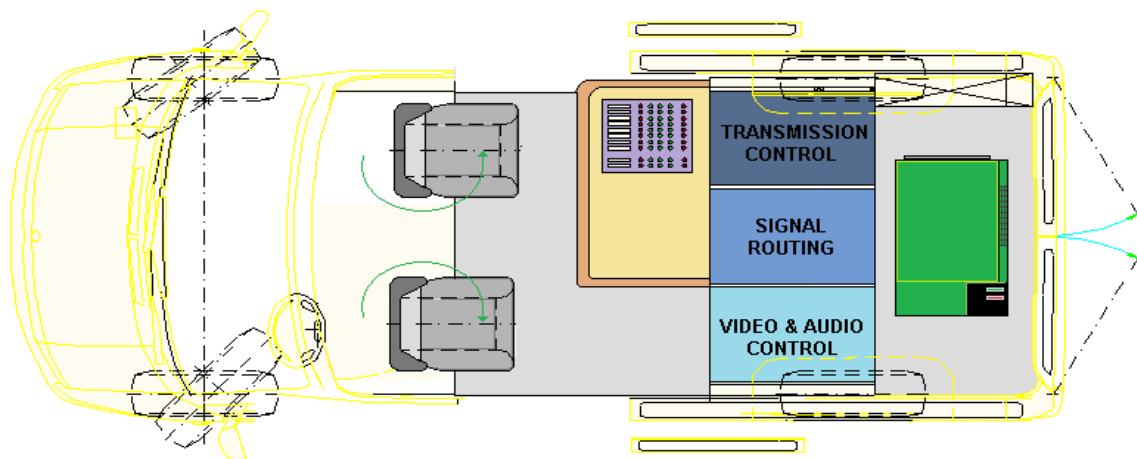 TRANSMISSION
CONTROL
SIGNAL
ROUTING
VIDEO & AUDIO
CONTROL